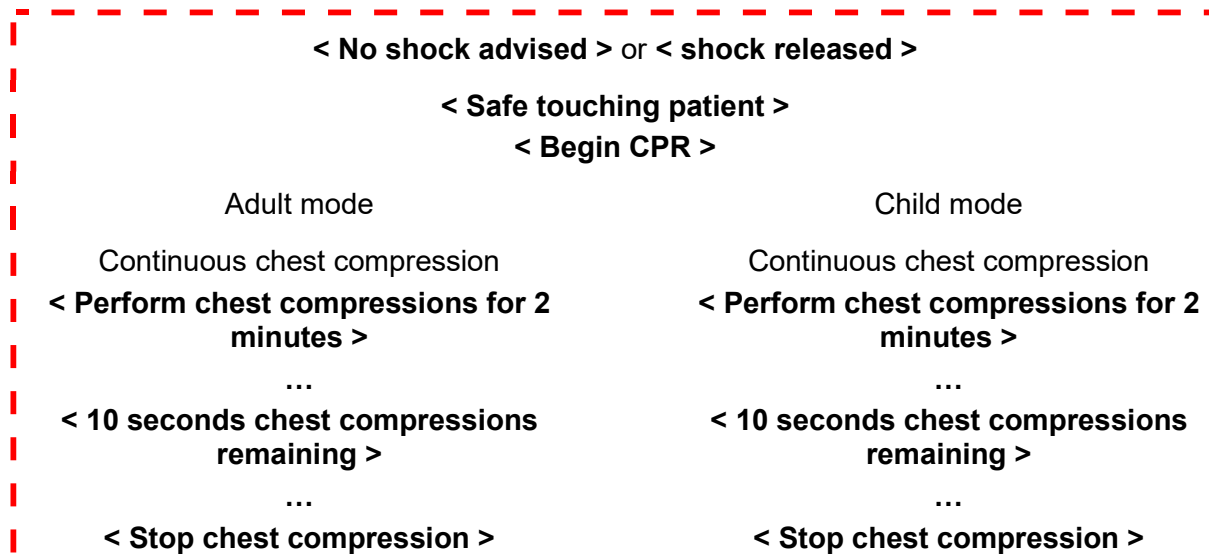 < No shock advised > or < shock released >
< Safe touching patient >
< Begin CPR >
Adult mode
Continuous chest compression
< Perform chest compressions for 2
minutes >
…
< 10 seconds chest compressions
remaining >
…
< Stop chest compression >
Child mode
Continuous chest compression
< Perform chest compressions for 2
minutes >
…
< 10 seconds chest compressions
remaining >
…
< Stop chest compression >